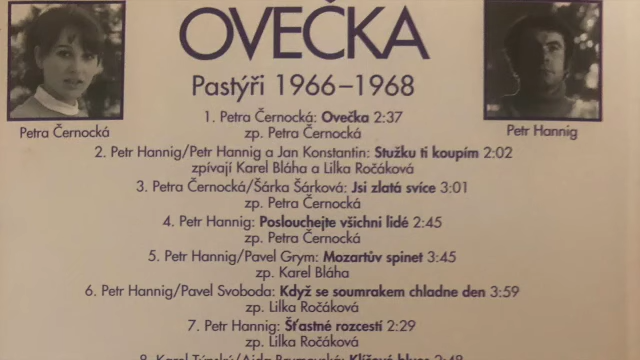 OVEČKA
Pastýři 1966–1968
Petra Černocká
Petr Hannig
1. Petra Černocká: Ovečka 2:37
zp. Petra Černocká
2. Petr Hannig/Petr Hannig a Jan Konstantin: Stužku ti koupím 2:02
zpívají Karel Bláha a Lilka Ročáková
3. Petra Černocká/Šárka Šárková: Jsi zlatá svíce 3:01
zp. Petra Černocká
4. Petr Hannig: Poslouchejte všichni lidé 2:45
zp. Petra Černocká
5. Petr Hannig/Pavel Grym: Mozartův spinet 3:45
zp. Karel Bláha
6. Petr Hannig/Pavel Svoboda: Když se soumrakem chladne den 3:59
zp. Lilka Ročáková
7. Petr Hannig: Šťastné rozcestí 2:29
zp. Lilka Ročáková
8. Karel